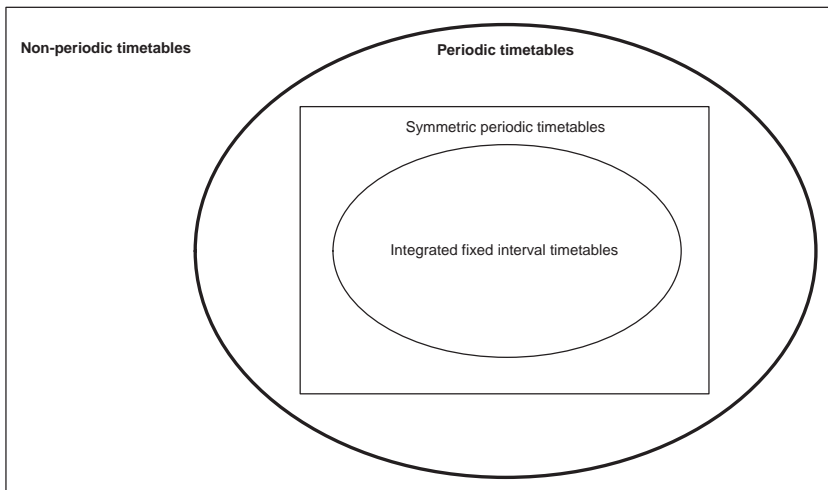 Non-periodic timetables
Periodic timetables
Symmetric periodic timetables
Integrated fixed interval timetables